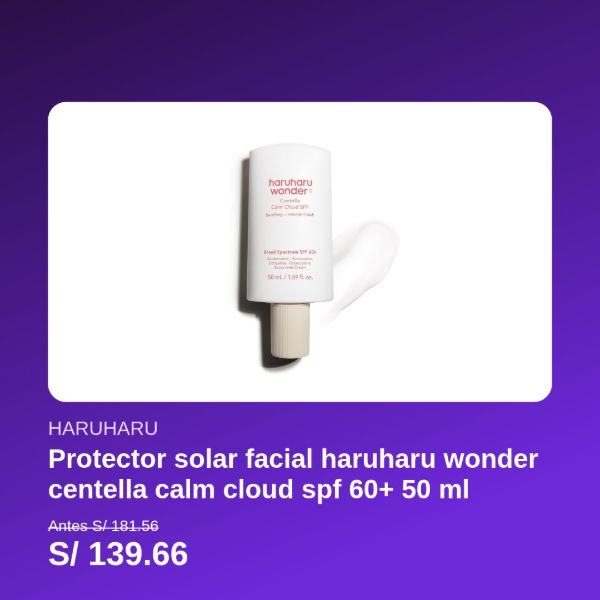 haruharu
wonder
Centella
Calm Cloud SPF
Broad Spectrum SPF 60+
50 mL / 1.69 fl. oz.
HARUHARU
Protector solar facial haruharu wonder
centella calm cloud spf 60+ 50 ml
Antes S/ 181.56
S/ 139.66